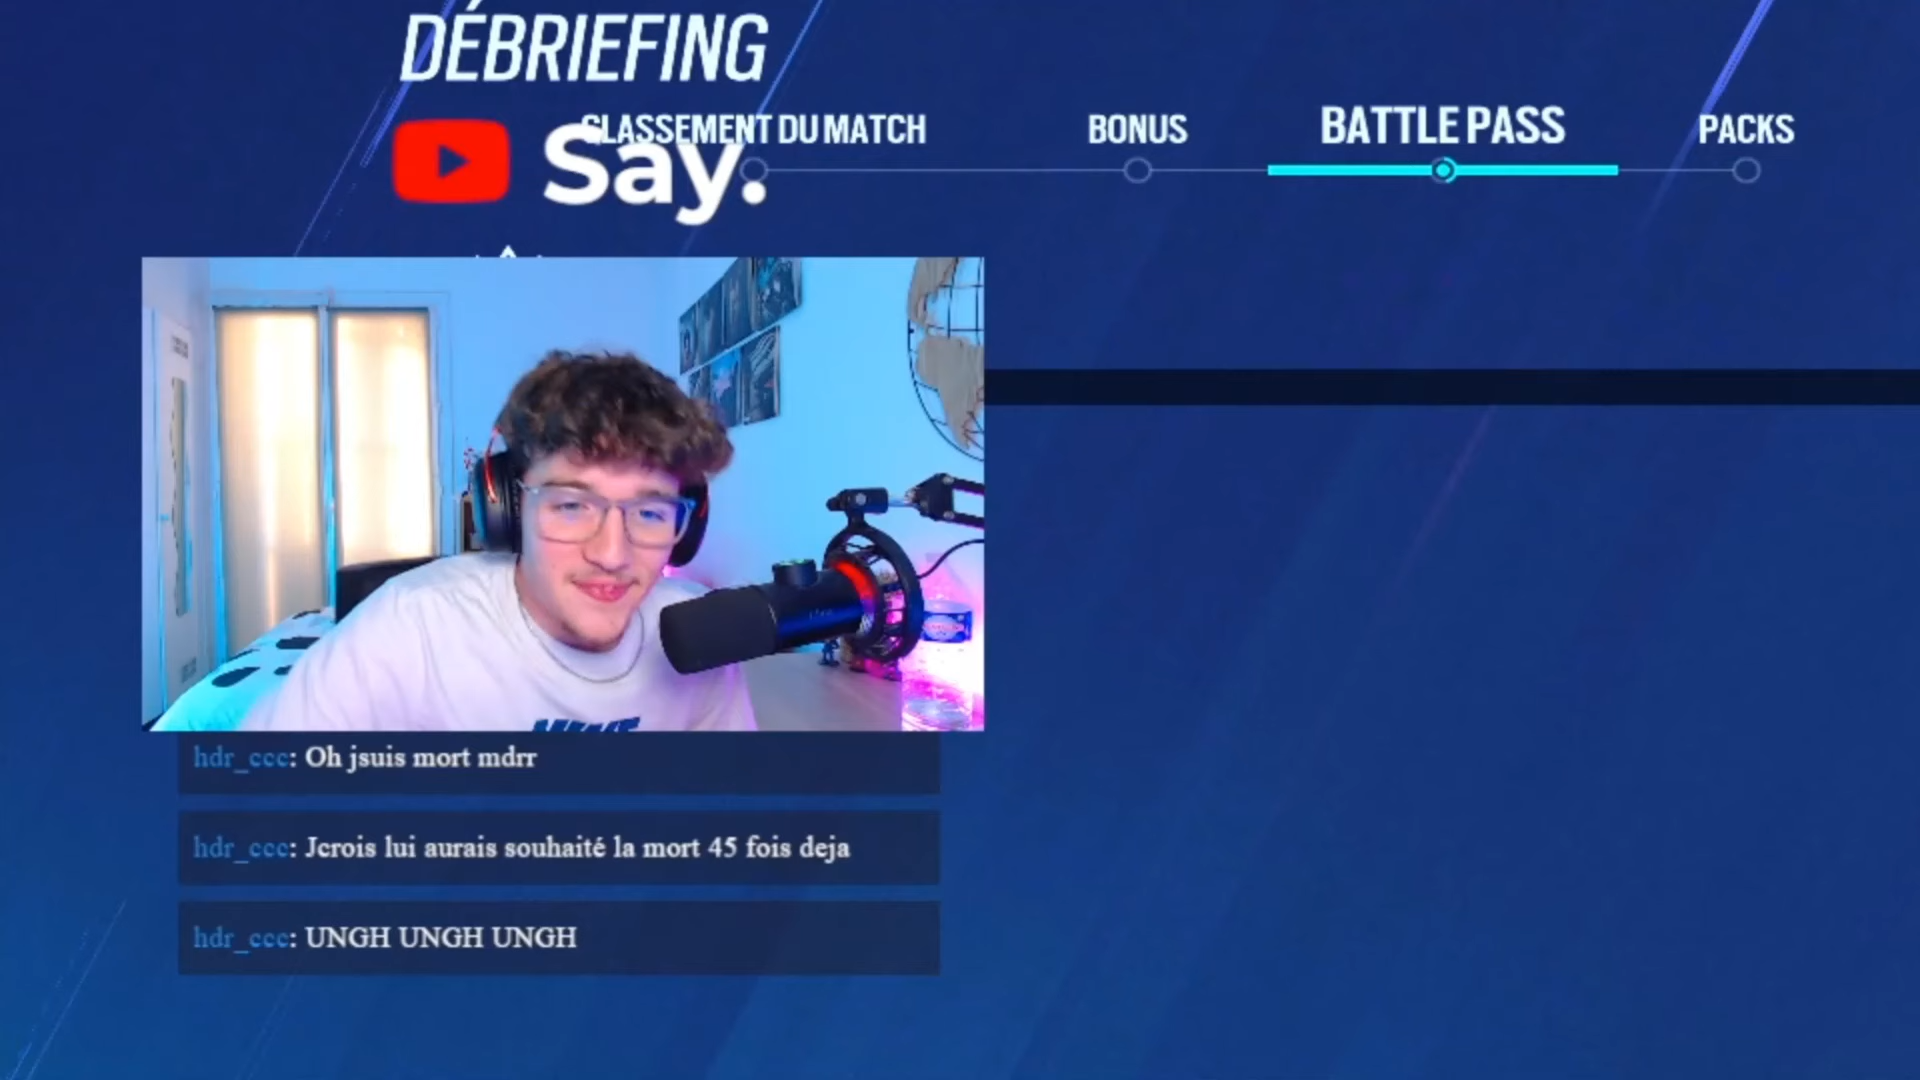 DÉBRIEFING
CLASSEMENT DU MATCH
BONUS
BATTLE PASS
PACKS
Say.
hdr_ccc: Oh jsuis mort mdrr
hdr_ccc: Jcrois lui aurais souhaité la mort 45 fois deja
hdr_ccc: UNGH UNGH UNGH